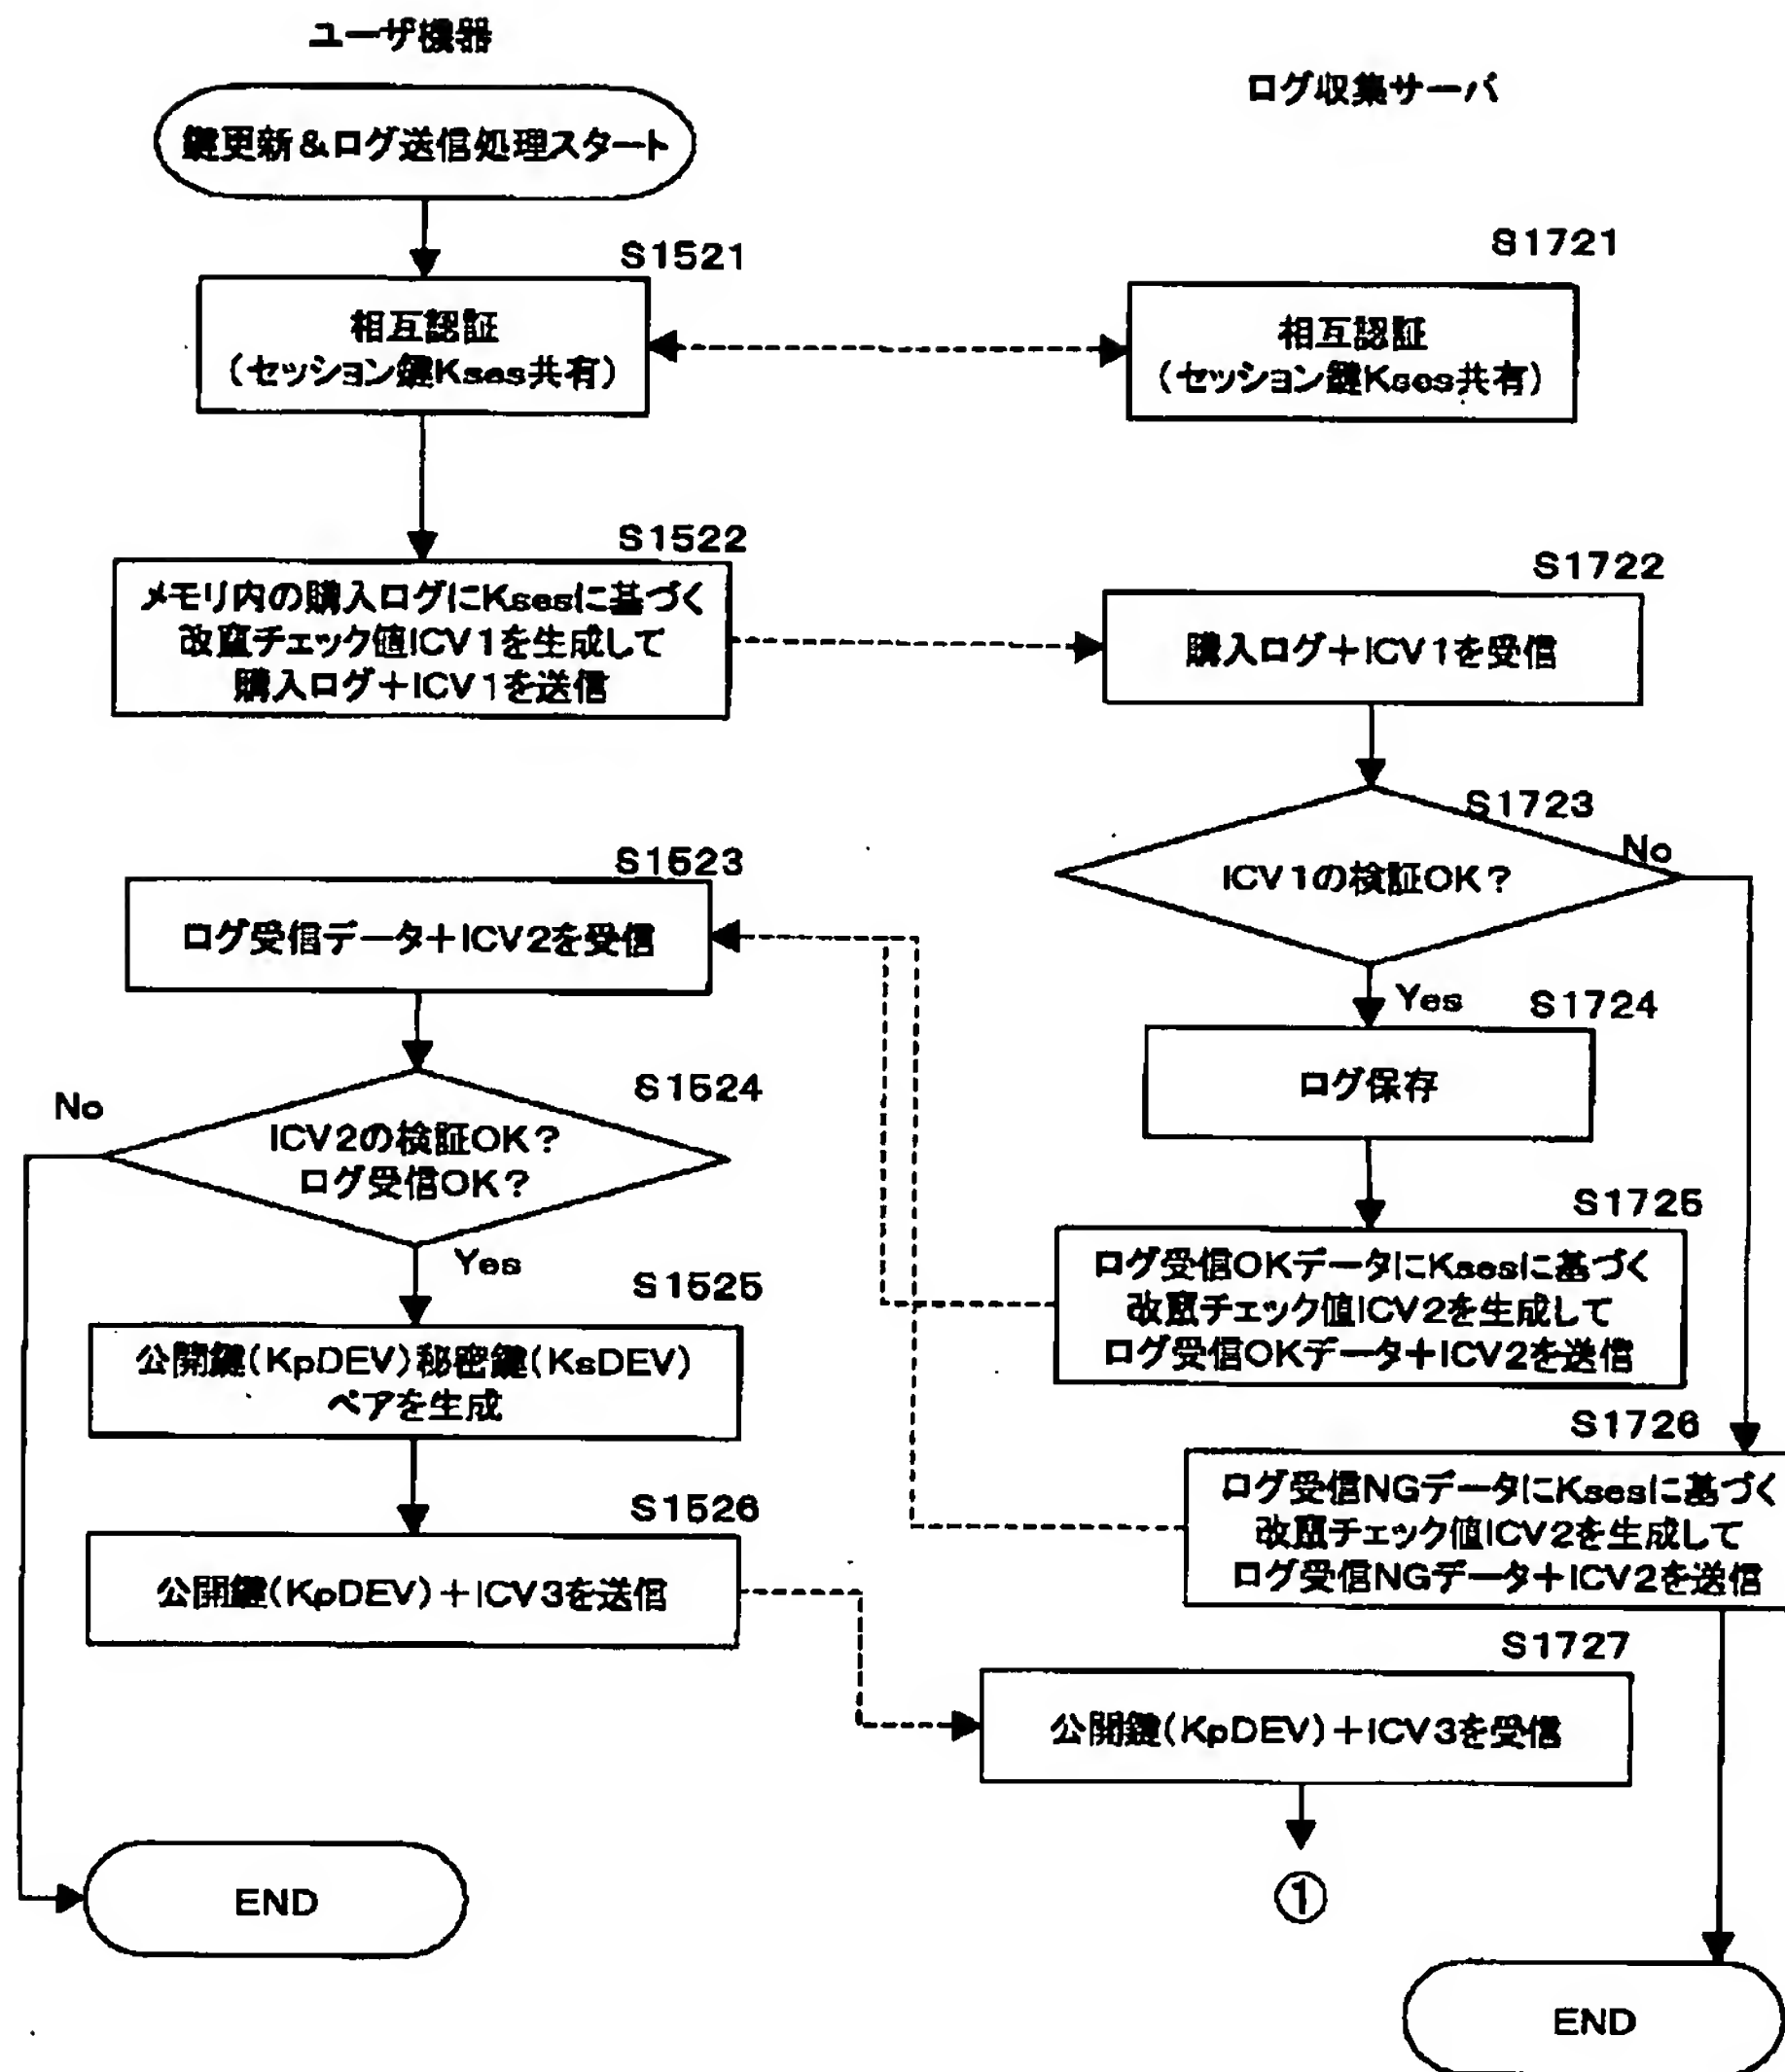 ユーザ機器
ログ収集サーバ
鍵更新&ログ送信処理スタート
S1521
相互認証
(セッション鍵Kses共有)
S1721
相互認証
(セッション鍵Kses共有)
S1522
メモリ内の購入ログにKsesに基づく
改竄チェック値ICV1を生成して
購入ログ+ICV1を送信
S1722
購入ログ+ICV1を受信
S1723
ICV1の検証OK?
No
Yes
S1523
ログ受信データ+ICV2を受信
S1724
ログ保存
S1524
No
ICV2の検証OK?
ログ受信OK?
Yes
S1725
ログ受信OKデータにKsesに基づく
改竄チェック値ICV2を生成して
ログ受信OKデータ+ICV2を送信
S1525
公開鍵(KpDEV)秘密鍵(KsDEV)
ペアを生成
S1726
ログ受信NGデータにKsesに基づく
改竄チェック値ICV2を生成して
ログ受信NGデータ+ICV2を送信
S1526
公開鍵(KpDEV)+ICV3を送信
S1727
公開鍵(KpDEV)+ICV3を受信
①
END
END